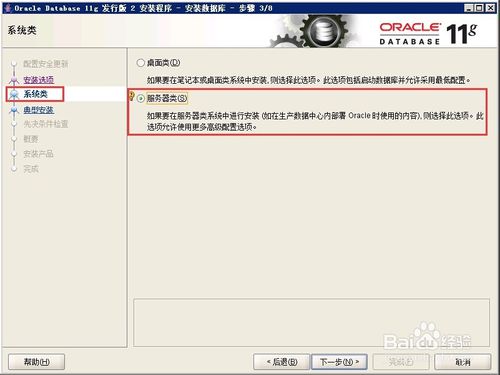 Oracle Database 11g 发行版 2 安装程序 - 安装数据库 - 步骤 3/8
系统类
ORACLE
DATABASE
11g
配置安全更新
安装选项
系统类
典型安装
先决条件检查
概要
安装产品
完成
桌面类(D)
如果要在笔记本或桌面类系统中安装,则选择此选项。此选项包括启动数据库并允许采用最低配置。
服务器类(S)
如果要在服务器类系统中进行安装 (如在生产数据中心内部署 Oracle 时使用的内容),则选择此选项。此
选项允许使用更多高级配置选项。
帮助(H)
< 后退(B)
下一步(N) >
完成(F)
取消
Baidu 经验